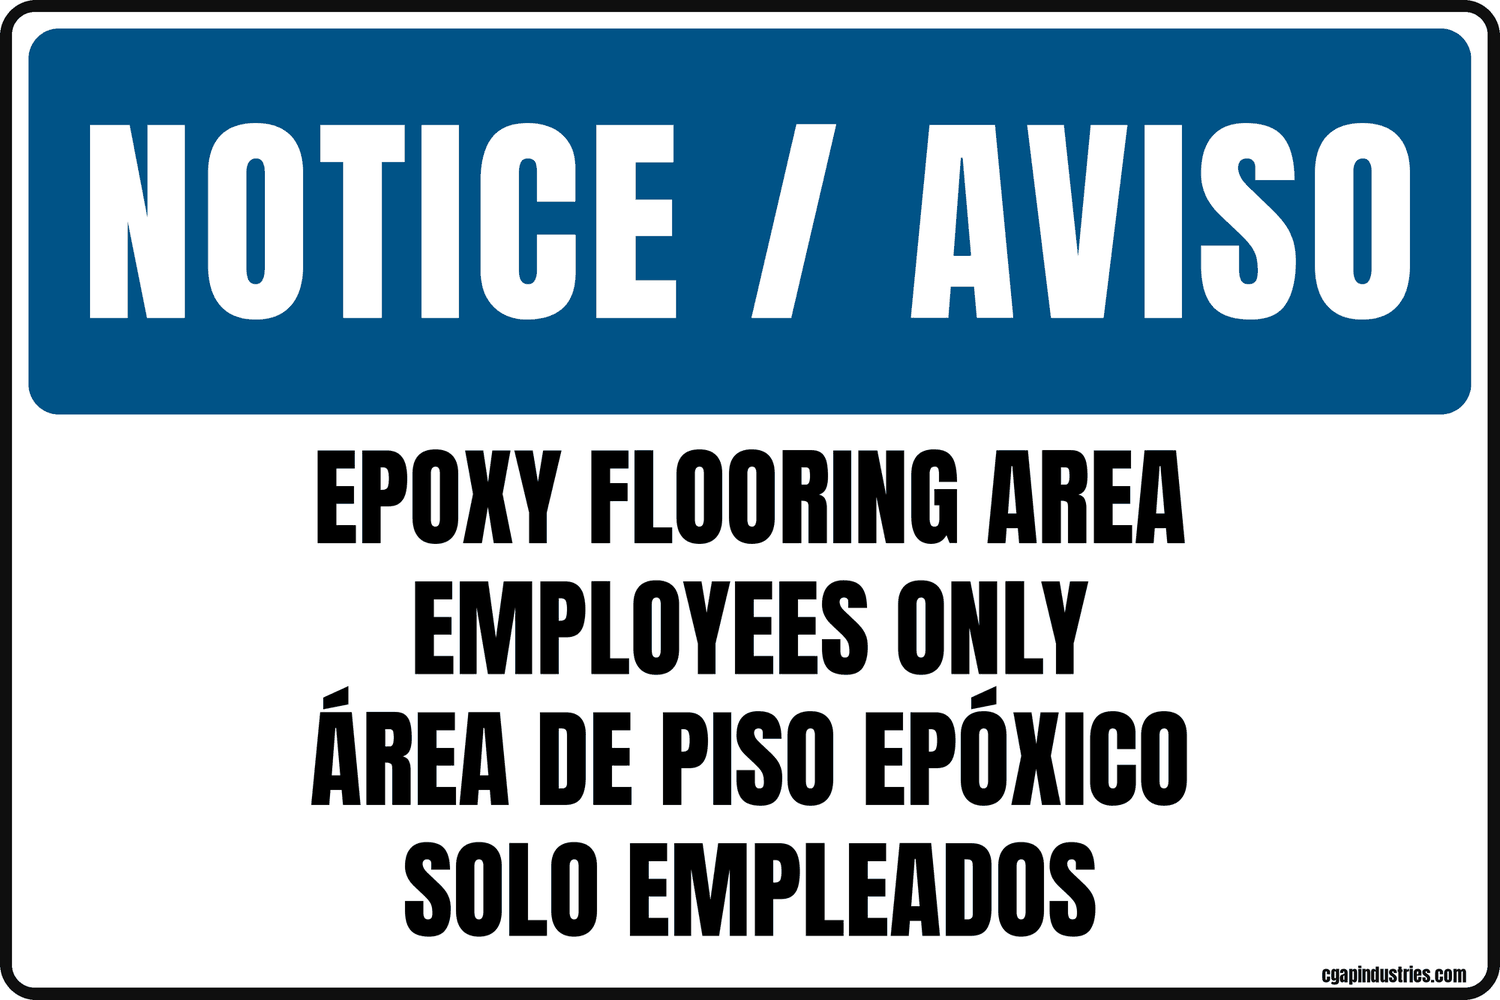 NOTICE / AVISO
EPOXY FLOORING AREA
EMPLOYEES ONLY
ÁREA DE PISO EPÓXICO
SOLO EMPLEADOS
cgapindustries.com